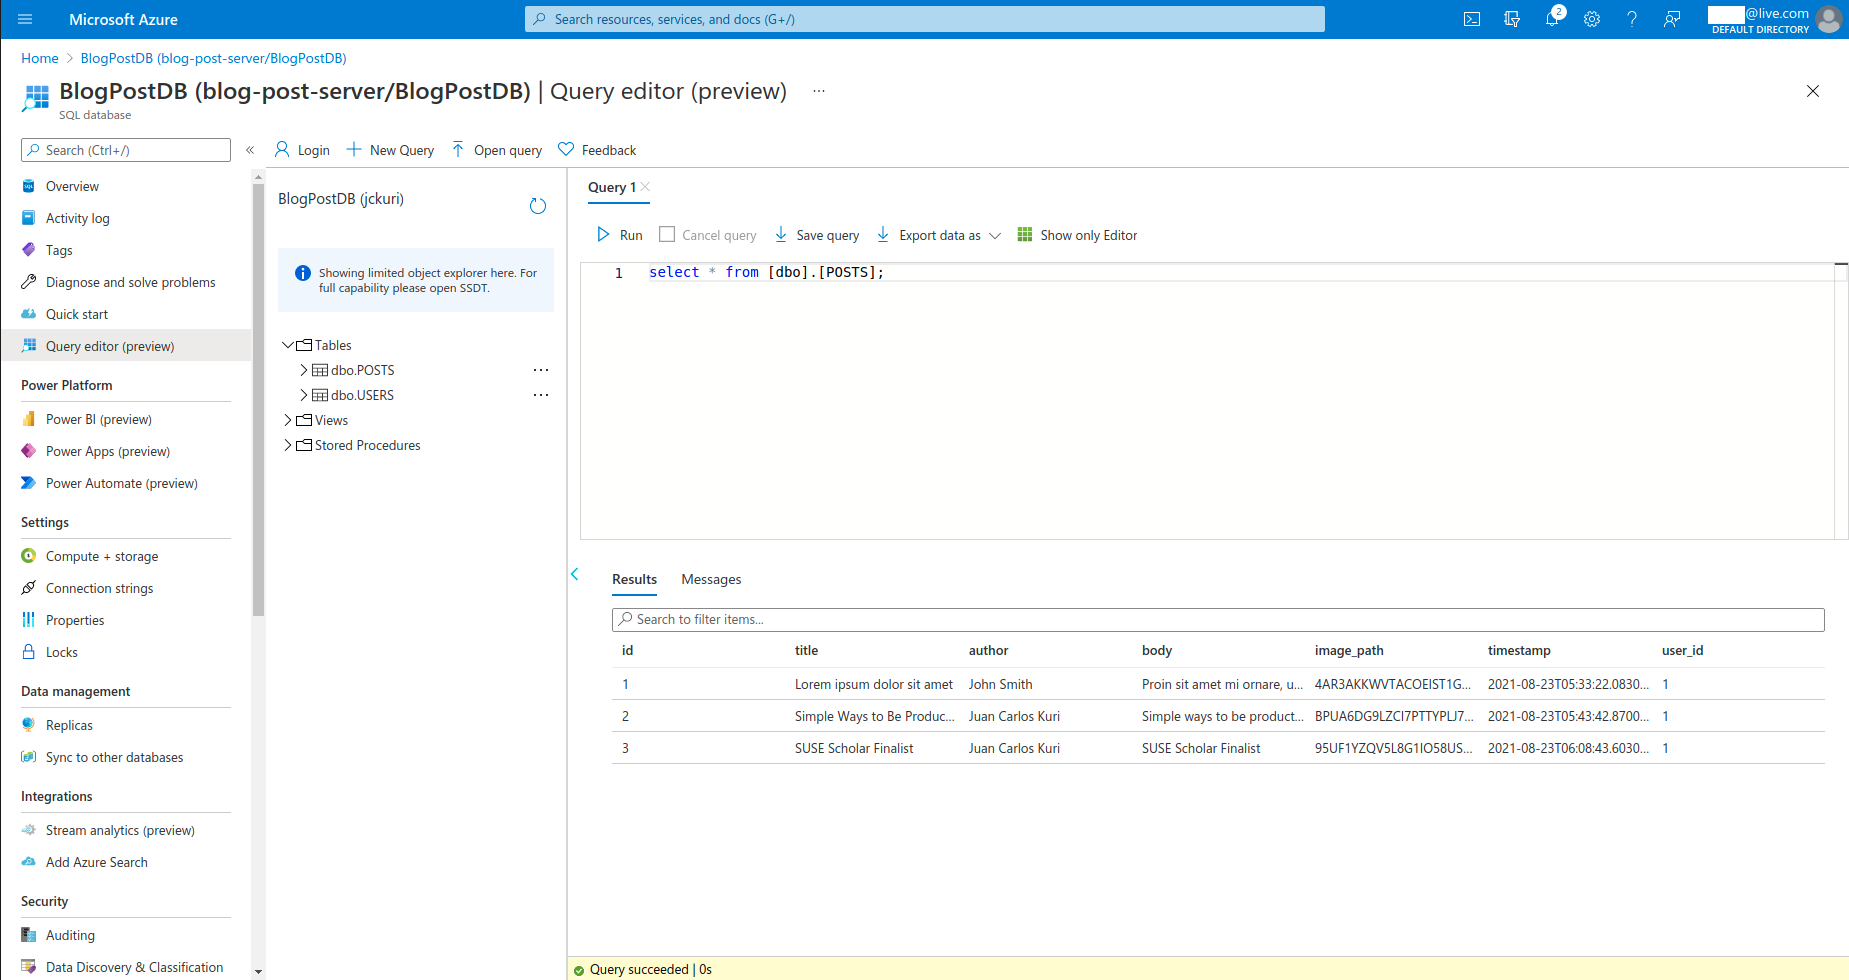 Microsoft Azure
Search resources, services, and docs (G+/)
2
@live.com
DEFAULT DIRECTORY
Home > BlogPostDB (blog-post-server/BlogPostDB)
BlogPostDB (blog-post-server/BlogPostDB) | Query editor (preview) ...
SQL database
Search (Ctrl+/)
«
Overview
Activity log
Tags
Diagnose and solve problems
Quick start
Query editor (preview)
Power Platform
Power BI (preview)
Power Apps (preview)
Power Automate (preview)
Settings
Compute + storage
Connection strings
Properties
Locks
Data management
Replicas
Sync to other databases
Integrations
Stream analytics (preview)
Add Azure Search
Security
Auditing
Data Discovery & Classification
Login New Query Open query Feedback
BlogPostDB (jckuri)
Showing limited object explorer here. For
full capability please open SSDT.
Tables
dbo.POSTS ...
dbo.USERS ...
Views
Stored Procedures
Query 1
Run Cancel query Save query Export data as Show only Editor
1 select * from [dbo].[POSTS];
Results Messages
Search to filter items...
id title author body image_path timestamp user_id
1 Lorem ipsum dolor sit amet John Smith Proin sit amet mi ornare, u... 4AR3AKKWVTACOEIST1G... 2021-08-23T05:33:22.0830... 1
2 Simple Ways to Be Produc... Juan Carlos Kuri Simple ways to be product... BPUA6DG9LZCI7PTTYPLJ7... 2021-08-23T05:43:42.8700... 1
3 SUSE Scholar Finalist Juan Carlos Kuri SUSE Scholar Finalist 95UF1YZQV5L8G1IO58US... 2021-08-23T06:08:43.6030... 1
Query succeeded | 0s